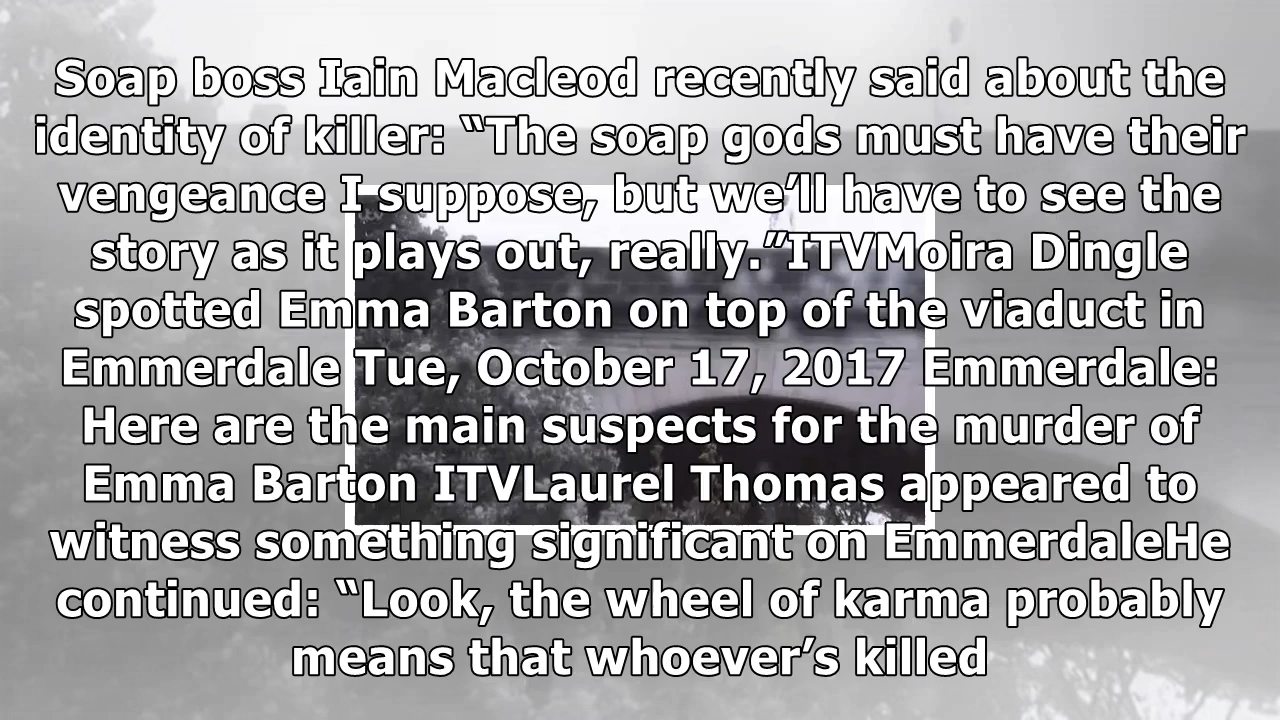 Soap boss Iain Macleod recently said about the
identity of killer: “The soap gods must have their
vengeance I suppose, but we’ll have to see the
story as it plays out, really.”ITVMoira Dingle
spotted Emma Barton on top of the viaduct in
Emmerdale Tue, October 17, 2017 Emmerdale:
Here are the main suspects for the murder of
Emma Barton ITVLaurel Thomas appeared to
witness something significant on EmmerdaleHe
continued: “Look, the wheel of karma probably
means that whoever’s killed